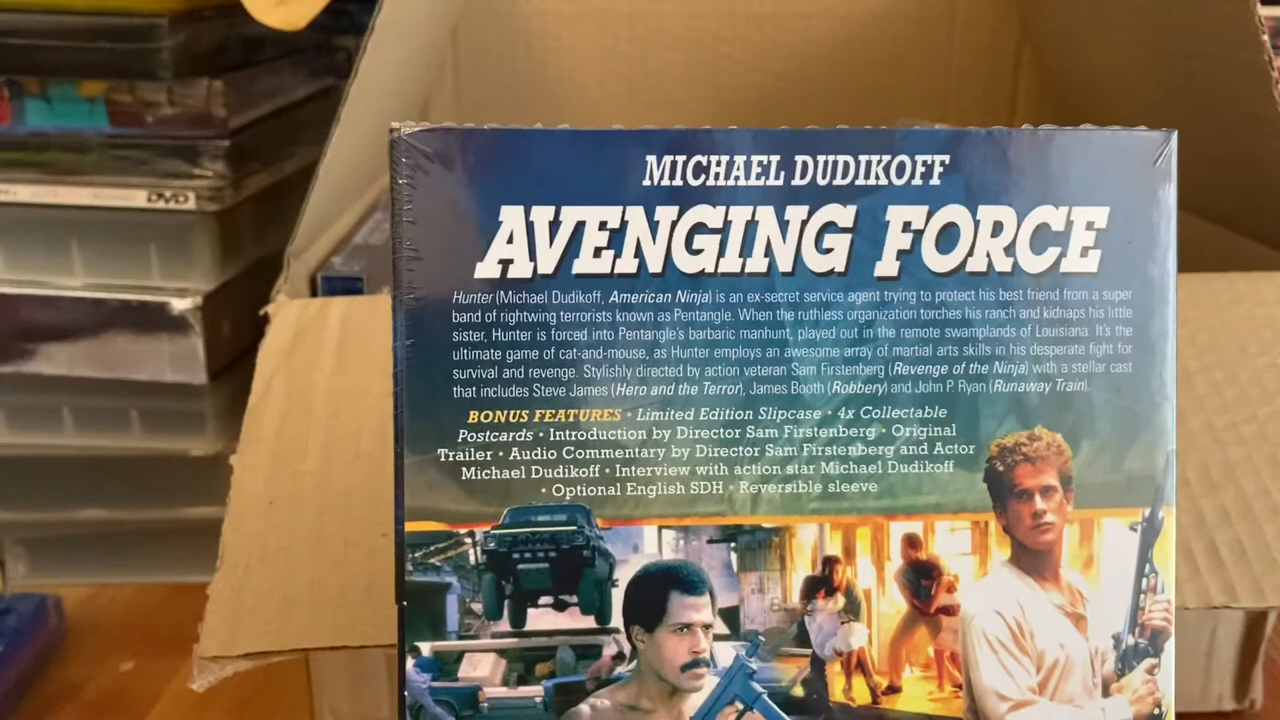 DVD
MICHAEL DUDIKOFF
AVENGING FORCE
Hunter (Michael Dudikoff, American Ninja) is an ex-secret service agent trying to protect his best friend from a super
band of rightwing terrorists known as Pentangle. When the ruthless organization torches his ranch and kidnaps his little
sister, Hunter is forced into Pentangle's barbaric manhunt, played out in the remote swamplands of Louisiana. It's the
ultimate game of cat-and-mouse, as Hunter employs an awesome array of martial arts skills in his desperate fight for
survival and revenge. Stylishly directed by action veteran Sam Firstenberg (Revenge of the Ninja) with a stellar cast
that includes Steve James (Hero and the Terror), James Booth (Robbery) and John P. Ryan (Runaway Train).
BONUS FEATURES • Limited Edition Slipcase • 4x Collectable
Postcards • Introduction by Director Sam Firstenberg • Original
Trailer • Audio Commentary by Director Sam Firstenberg and Actor
Michael Dudikoff • Interview with action star Michael Dudikoff
• Optional English SDH • Reversible sleeve